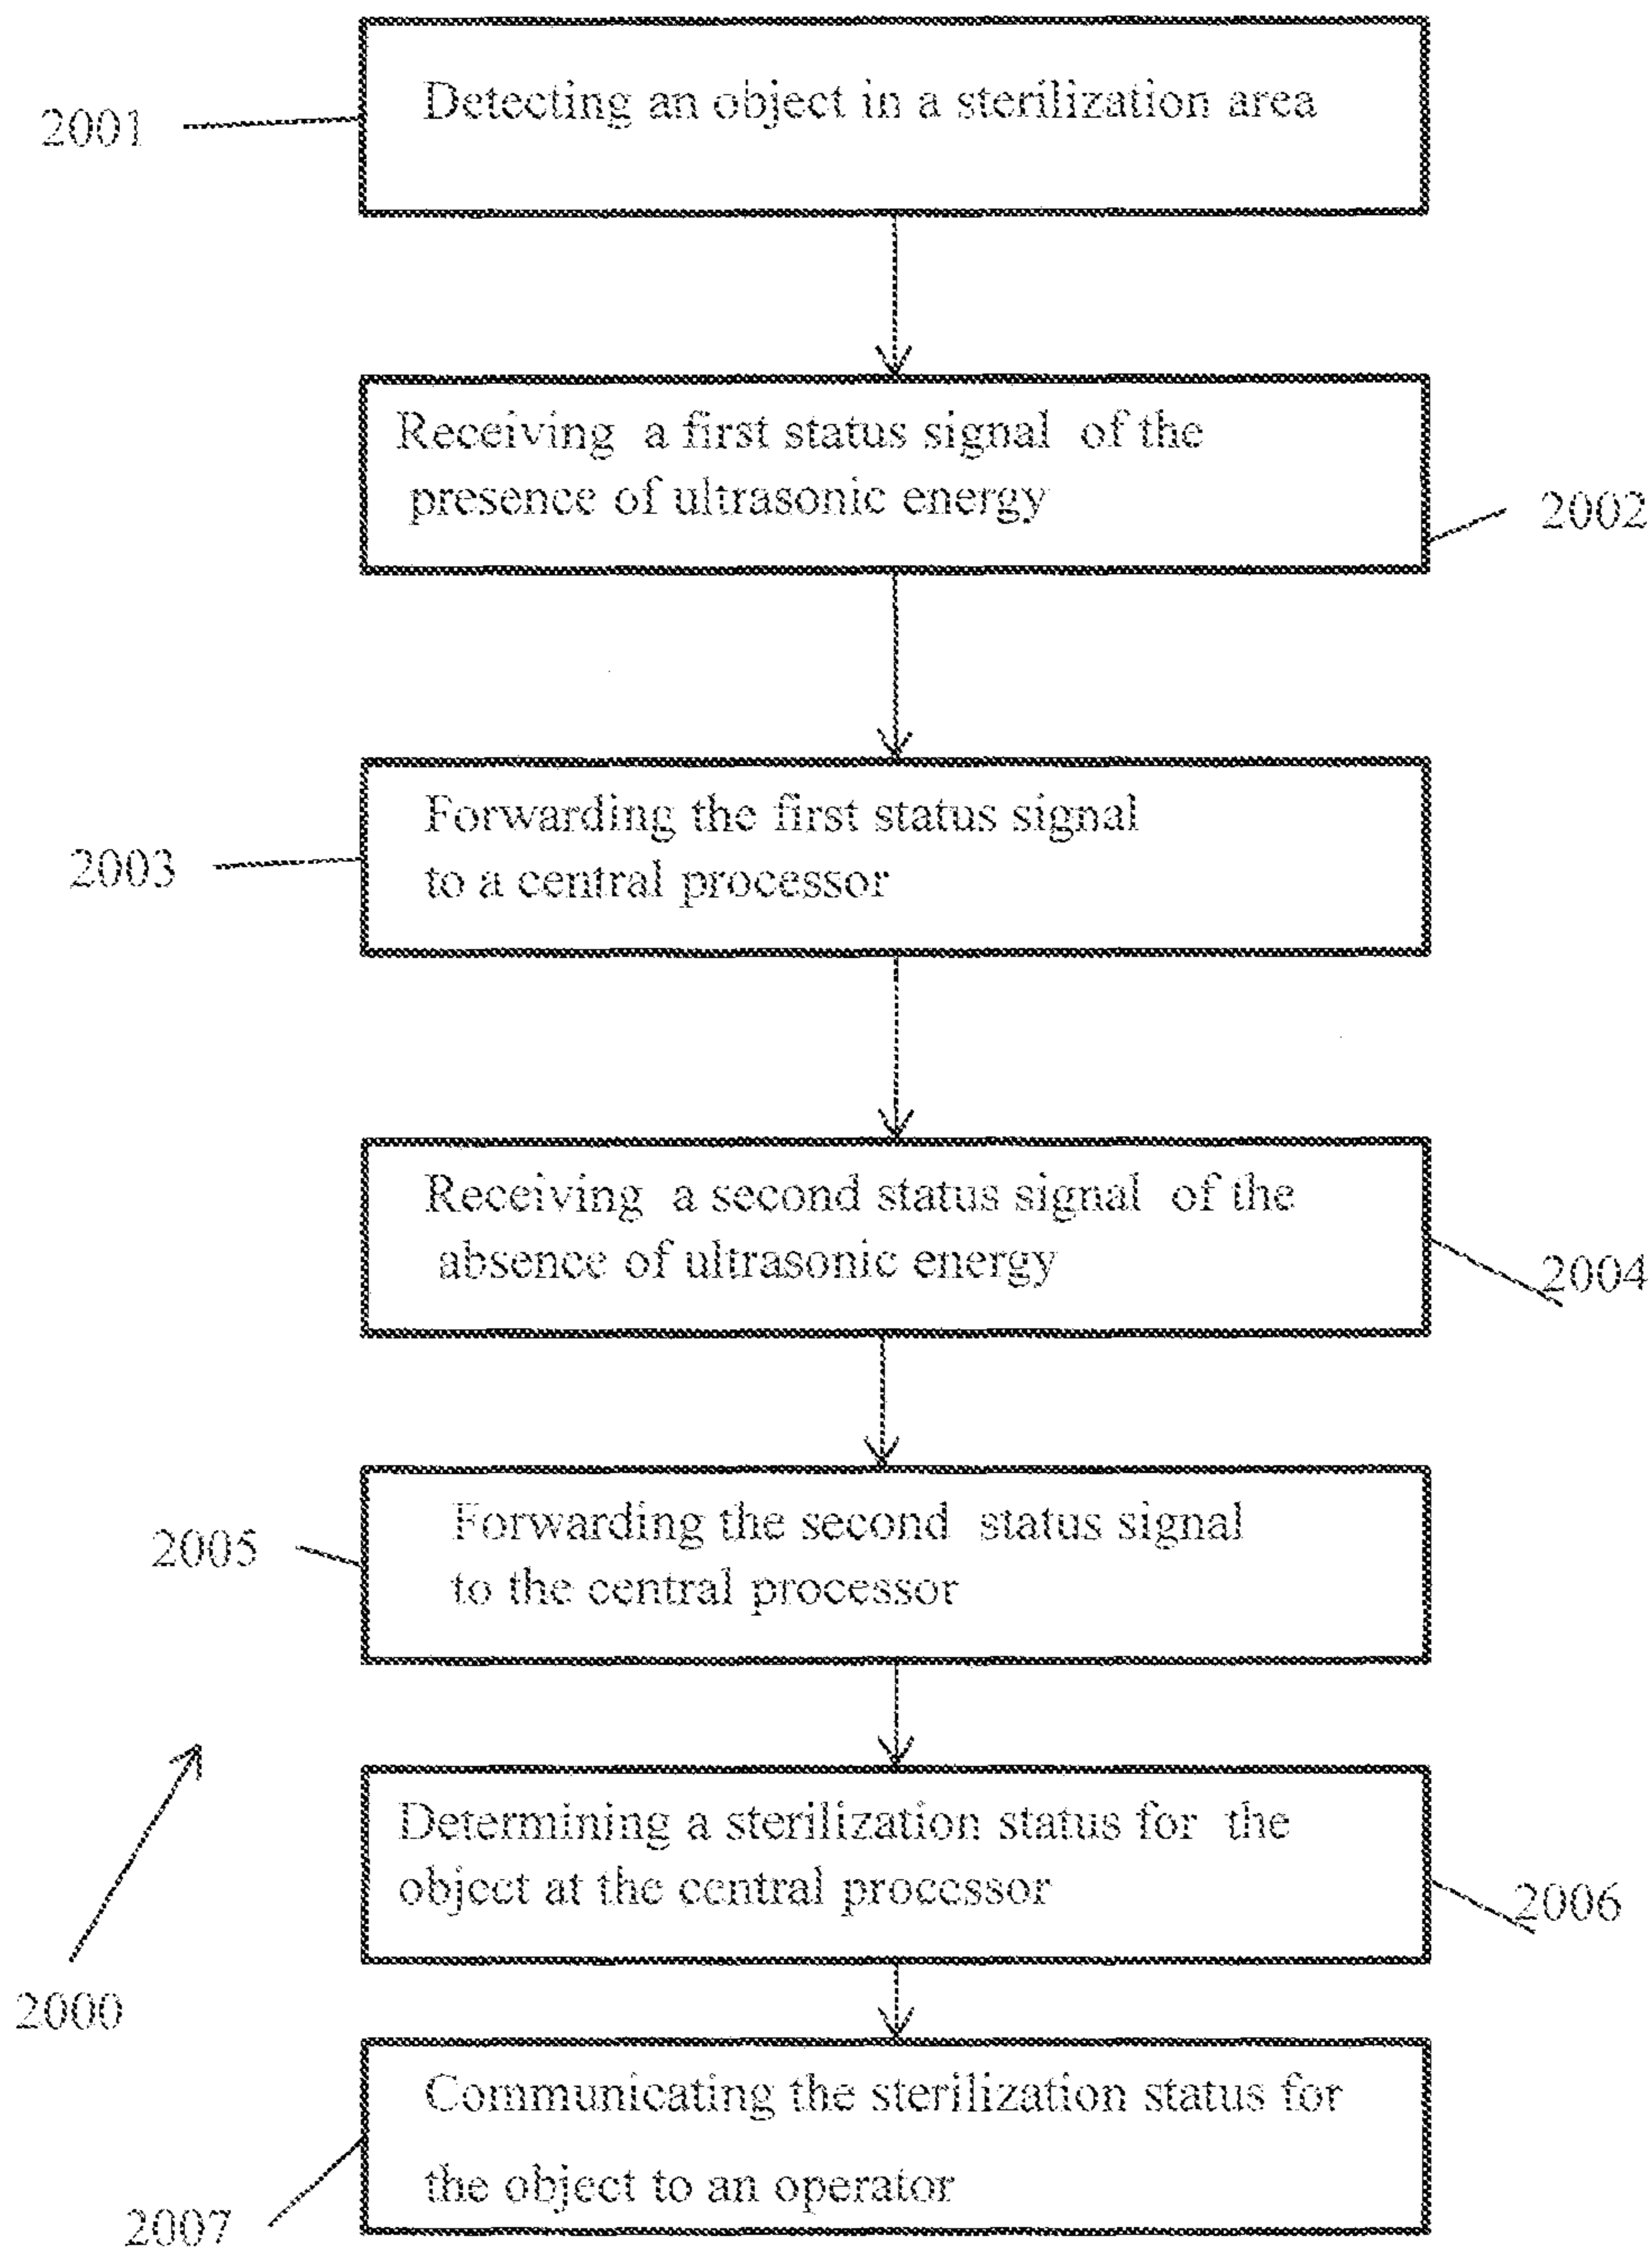 Detecting an object in a sterilization area
2001
Receiving a first status signal of the
presence of ultrasonic energy
2002
Forwarding the first status signal
to a central processor
2003
Receiving a second status signal of the
absence of ultrasonic energy
2004
Forwarding the second status signal
to the central processor
2005
Determining a sterilization status for the
object at the central processor
2006
2000
Communicating the sterilization status for
the object to an operator
2007